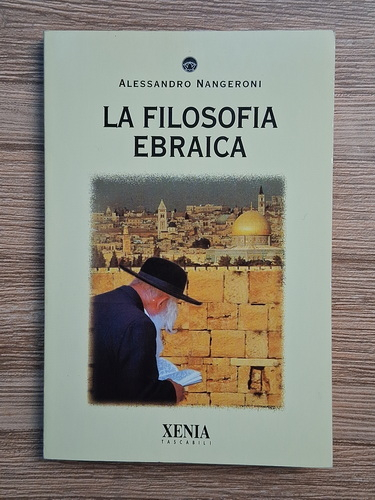 ALESSANDRO NANGERONI
LA FILOSOFIA
EBRAICA
XENIA
TASCABILI